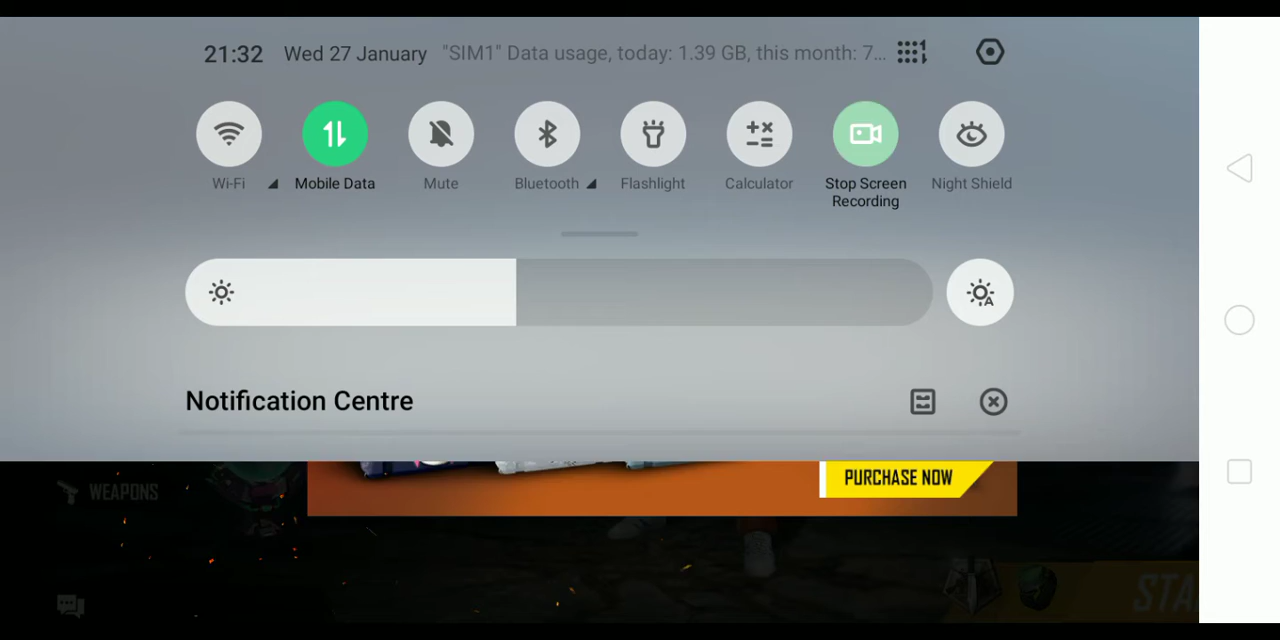 21:32 Wed 27 January "SIM1" Data usage, today: 1.39 GB, this month: 7...
Wi-Fi Mobile Data Mute Bluetooth Flashlight Calculator Stop Screen Recording Night Shield
Notification Centre
PURCHASE NOW
WEAPONS
STA